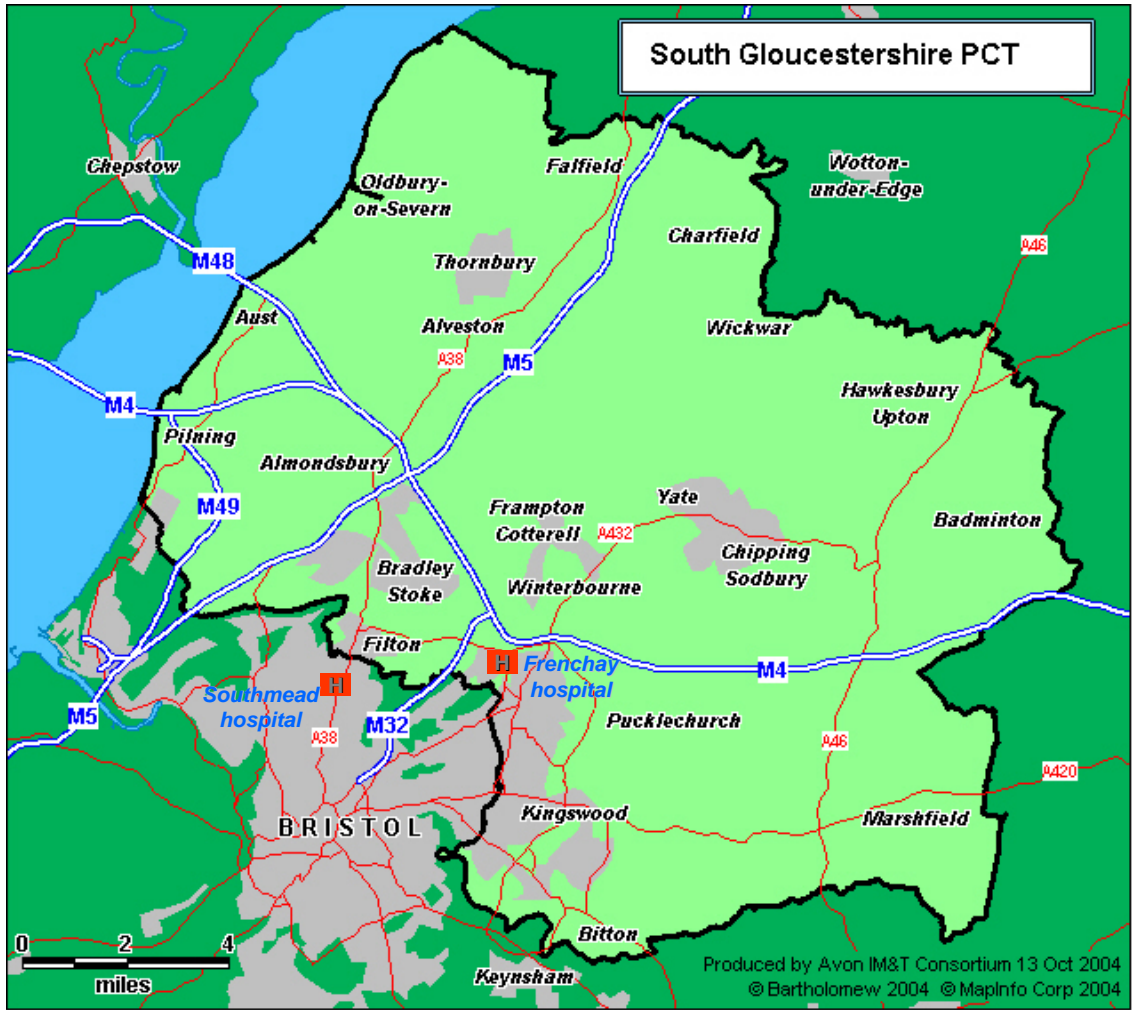 South Gloucestershire PCT
Chepstow
Falfield
Wotton-
under-Edge
Oldbury-
on-Severn
Charfield
A46
M48
Thornbury
Aust
Alveston
Wickwar
A38
M5
Hawkesbury
Upton
M4
Pilning
Almondsbury
M49
Frampton
Cotterell
A432
Yate
Badminton
Chipping
Sodbury
Bradley
Stoke
Winterbourne
Filton
H
Frenchay
hospital
M4
Southmead
hospital
H
M5
M32
A38
Pucklechurch
A46
A420
Kingswood
Marshfield
BRISTOL
Bitton
0 2 4
miles
Keynsham
Produced by Avon IM&T Consortium 13 Oct 2004
© Bartholomew 2004 © MapInfo Corp 2004